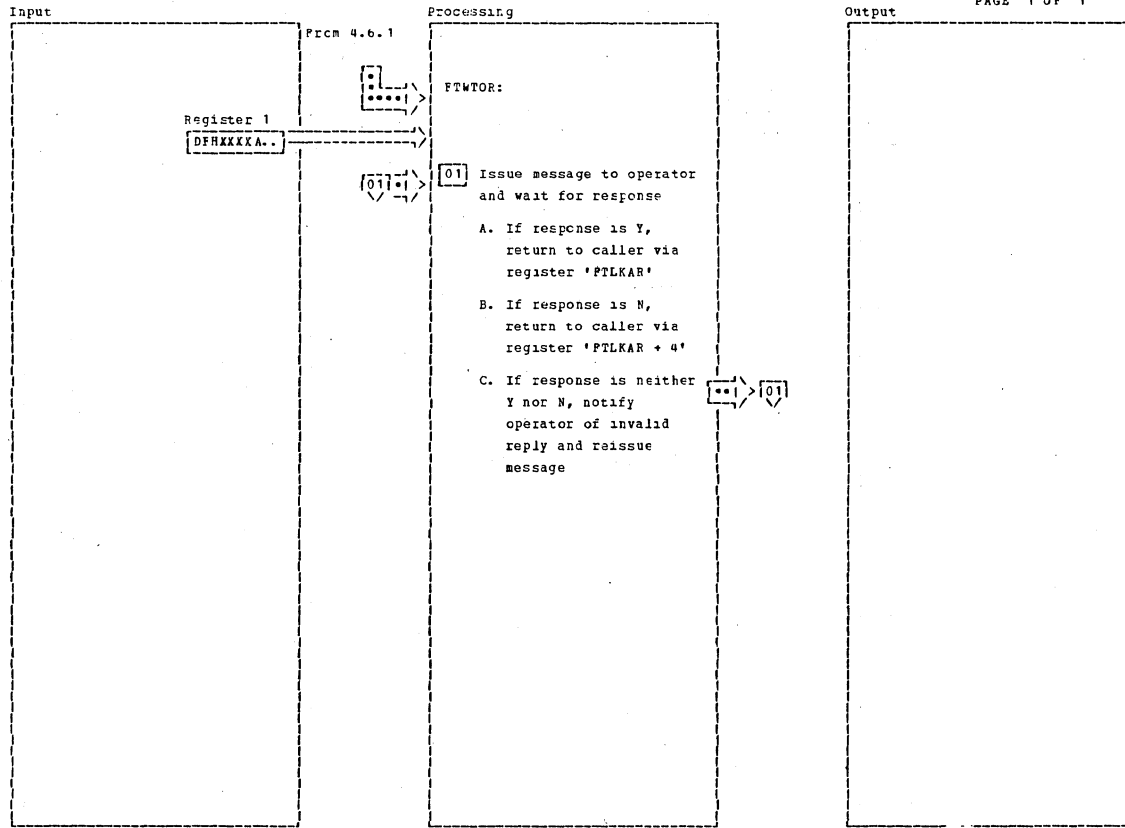 PAGE 1 OF 1
Input
Processing
Output
From 4.6.1
FTWTOR:
Register 1
DFHXXXXA..
01
01 Issue message to operator
and wait for response
A. If response is Y,
return to caller via
register 'FTLKAR'
B. If response is N,
return to caller via
register 'FTLKAR + 4'
C. If response is neither
Y nor N, notify
operator of invalid
reply and reissue
message
01